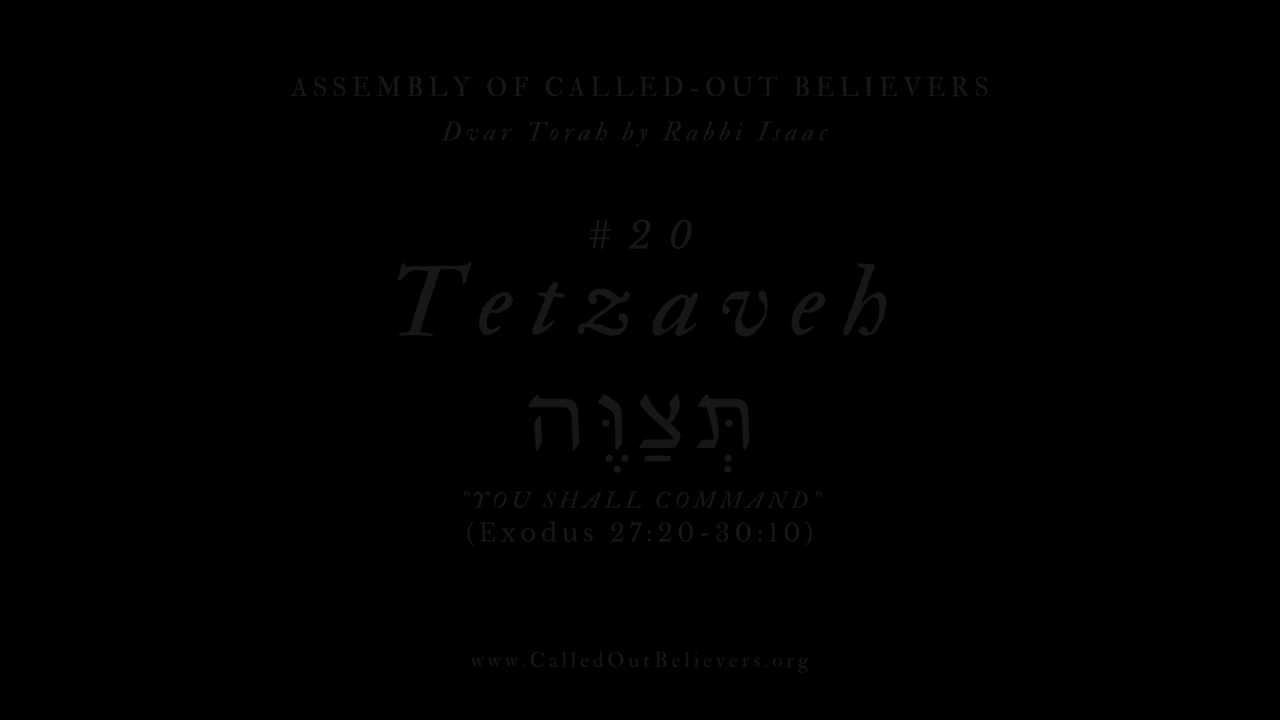 ASSEMBLY OF CALLED-OUT BELIEVERS
Dvar Torah by Rabbi Isaac
#20
Tetzaveh
תְּצַוֶּה
"YOU SHALL COMMAND"
(Exodus 27:20-30:10)
www.CalledOutBelievers.org